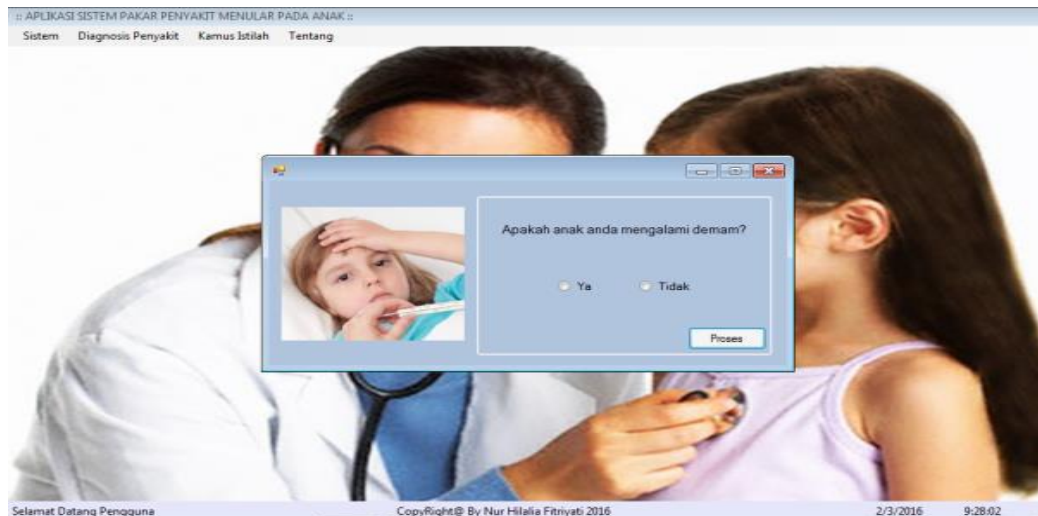 :: APLIKASI SISTEM PAKAR PENYAKIT MENULAR PADA ANAK ::
Sistem Diagnosis Penyakit Kamus Istilah Tentang
Apakah anak anda mengalami demam?
Ya Tidak
Proses
Selamat Datang Pengguna CopyRight@ By Nur Hilalia Fitriyati 2016 2/3/2016 9:28:02